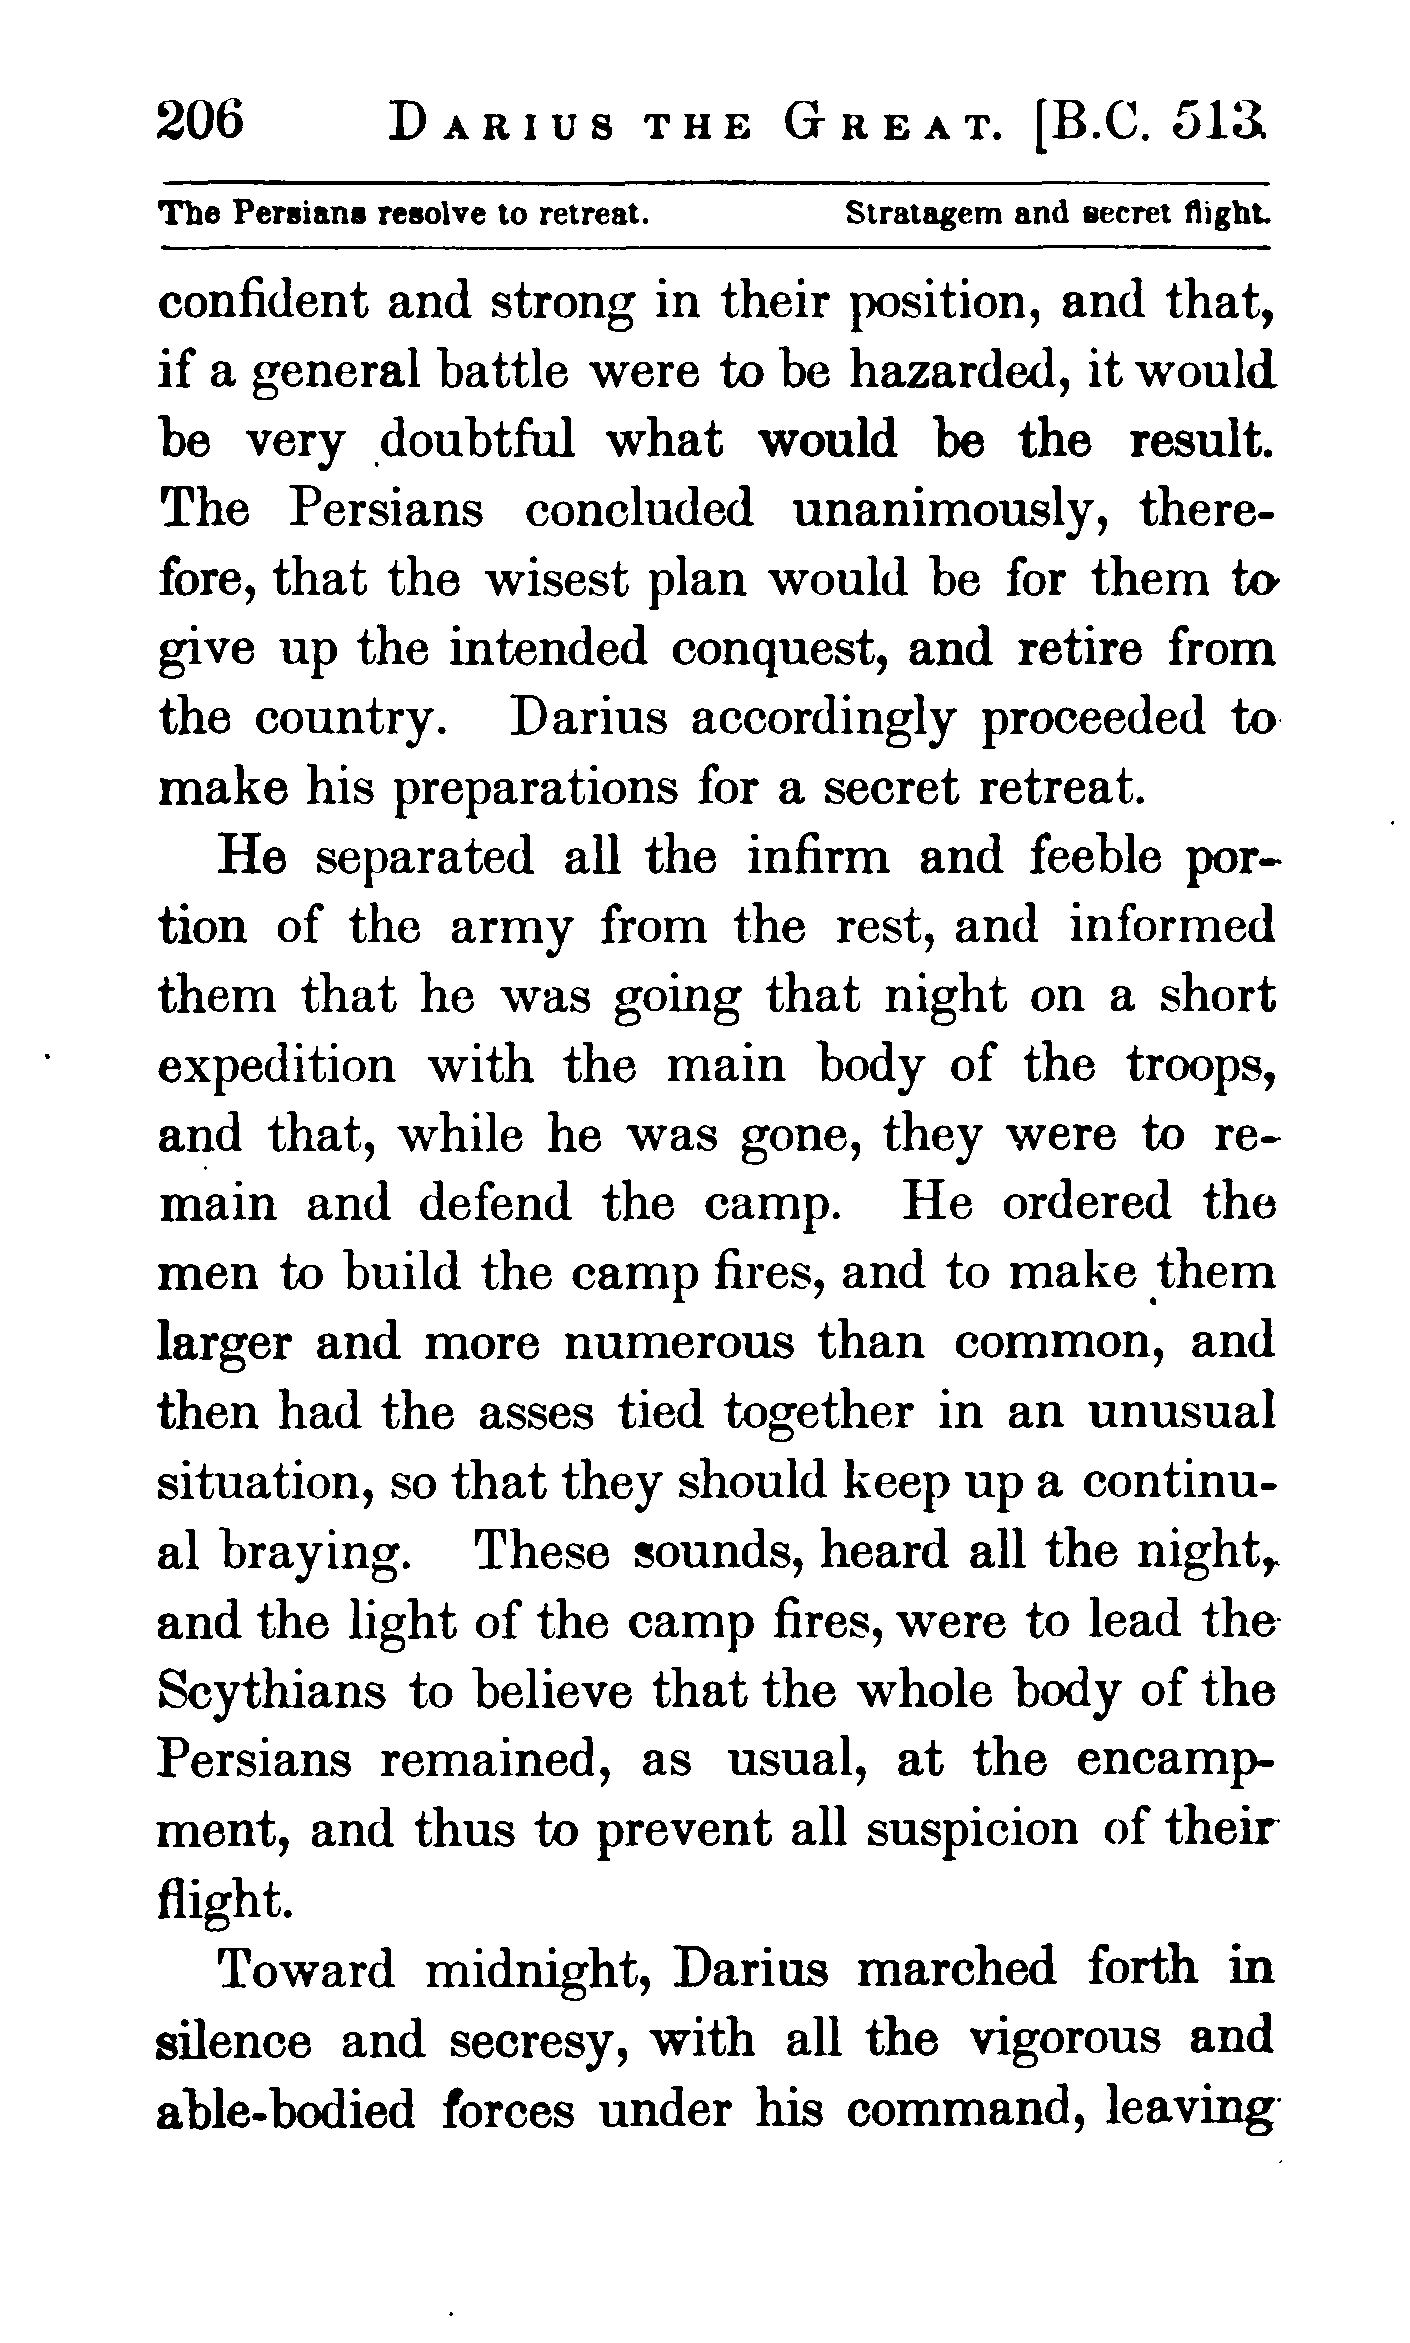 206 DARIUS THE GREAT. [B.C. 513.
The Persians resolve to retreat. Stratagem and secret flight.
confident and strong in their position, and that,
if a general battle were to be hazarded, it would
be very doubtful what would be the result.
The Persians concluded unanimously, there-
fore, that the wisest plan would be for them to
give up the intended conquest, and retire from
the country. Darius accordingly proceeded to
make his preparations for a secret retreat.
He separated all the infirm and feeble por-
tion of the army from the rest, and informed
them that he was going that night on a short
expedition with the main body of the troops,
and that, while he was gone, they were to re-
main and defend the camp. He ordered the
men to build the camp fires, and to make them
larger and more numerous than common, and
then had the asses tied together in an unusual
situation, so that they should keep up a continu-
al braying. These sounds, heard all the night,
and the light of the camp fires, were to lead the
Scythians to believe that the whole body of the
Persians remained, as usual, at the encamp-
ment, and thus to prevent all suspicion of their
flight.
Toward midnight, Darius marched forth in
silence and secresy, with all the vigorous and
able-bodied forces under his command, leaving